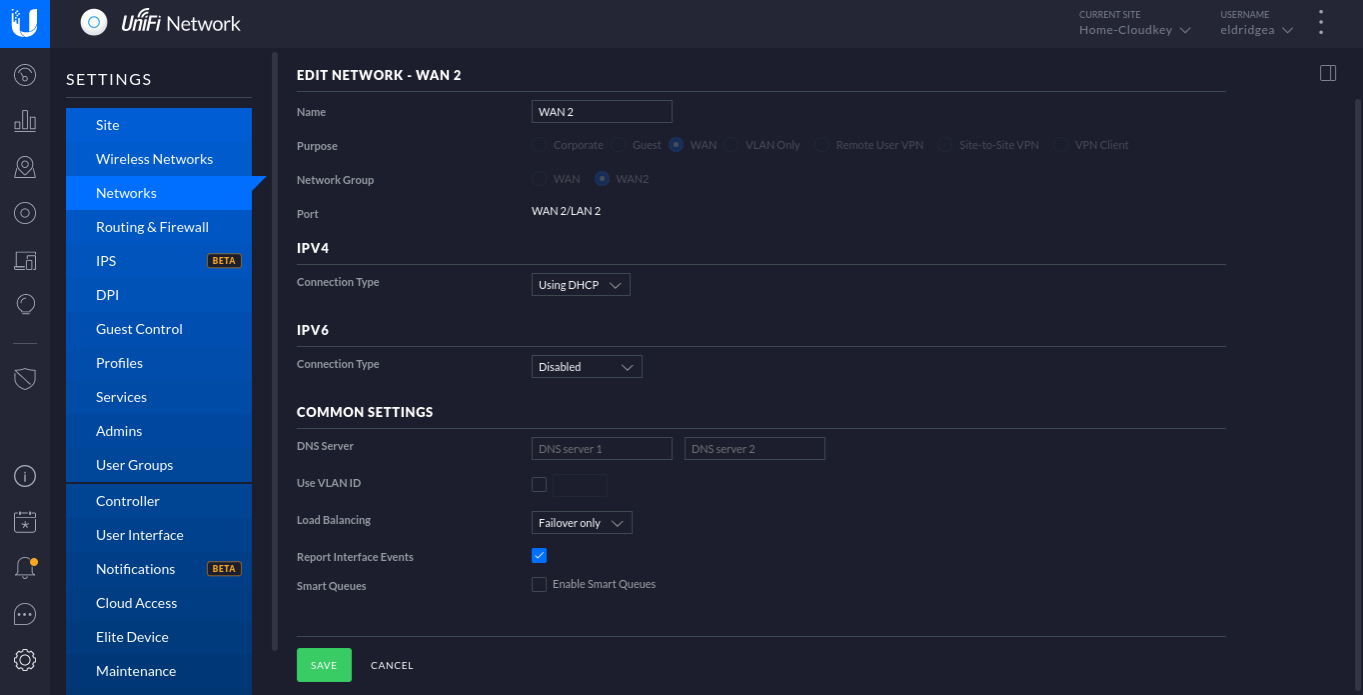 UniFi Network
CURRENT SITE
Home-Cloudkey
USERNAME
eldridgea
SETTINGS
Site
Wireless Networks
Networks
Routing & Firewall
IPS BETA
DPI
Guest Control
Profiles
Services
Admins
User Groups
Controller
User Interface
Notifications BETA
Cloud Access
Elite Device
Maintenance
EDIT NETWORK - WAN 2
Name WAN 2
Purpose Corporate Guest WAN VLAN Only Remote User VPN Site-to-Site VPN VPN Client
Network Group WAN WAN2
Port WAN 2/LAN 2
IPV4
Connection Type Using DHCP
IPV6
Connection Type Disabled
COMMON SETTINGS
DNS Server DNS server 1 DNS server 2
Use VLAN ID
Load Balancing Failover only
Report Interface Events
Smart Queues Enable Smart Queues
SAVE CANCEL